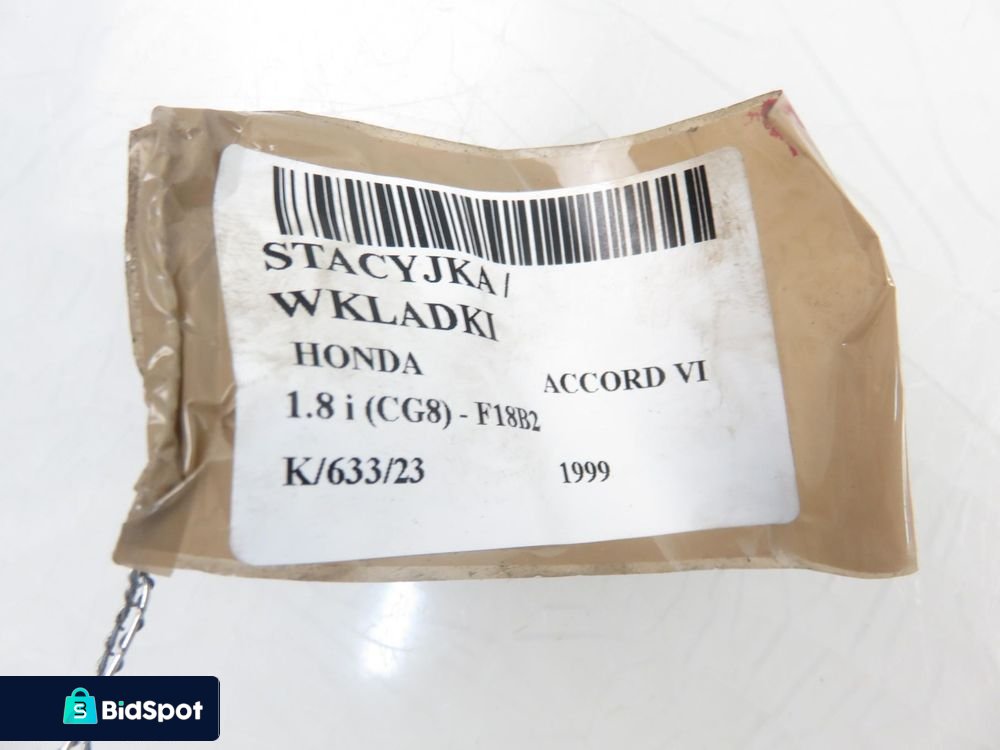 STACYJKA /
WKLADKI
HONDA
ACCORD VI
1.8 i (CG8) - F18B2
K/633/23
1999
BidSpot